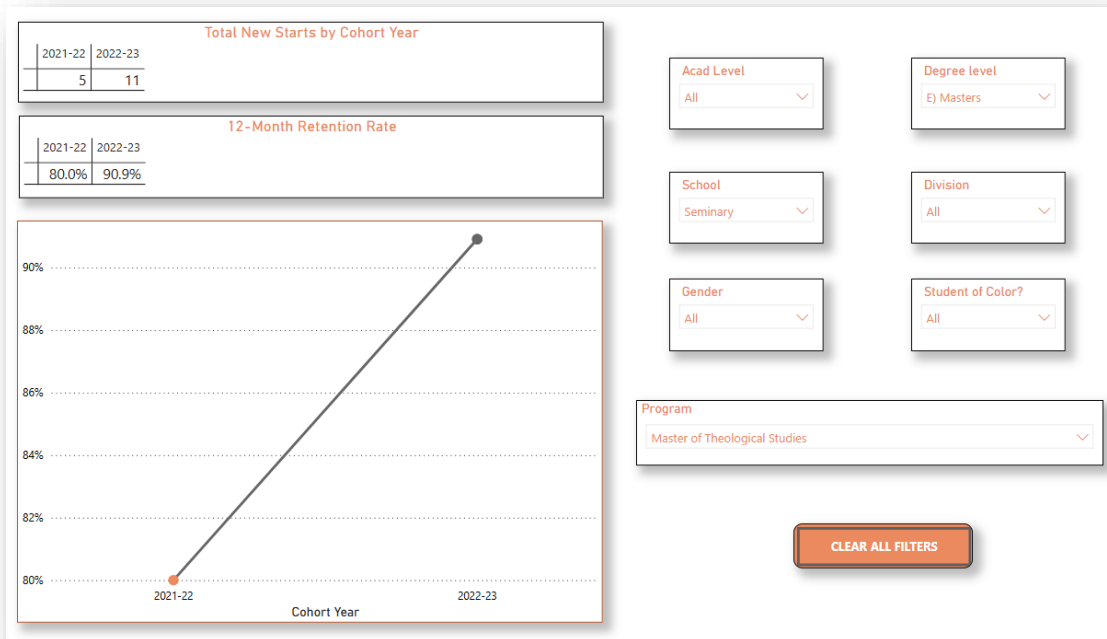 Total New Starts by Cohort Year
2021-22 2022-23
5 11
12-Month Retention Rate
2021-22 2022-23
80.0% 90.9%
90%
88%
86%
84%
82%
80%
2021-22 2022-23
Cohort Year
Acad Level Degree level
All E) Masters
School Division
Seminary All
Gender Student of Color?
All All
Program
Master of Theological Studies
CLEAR ALL FILTERS